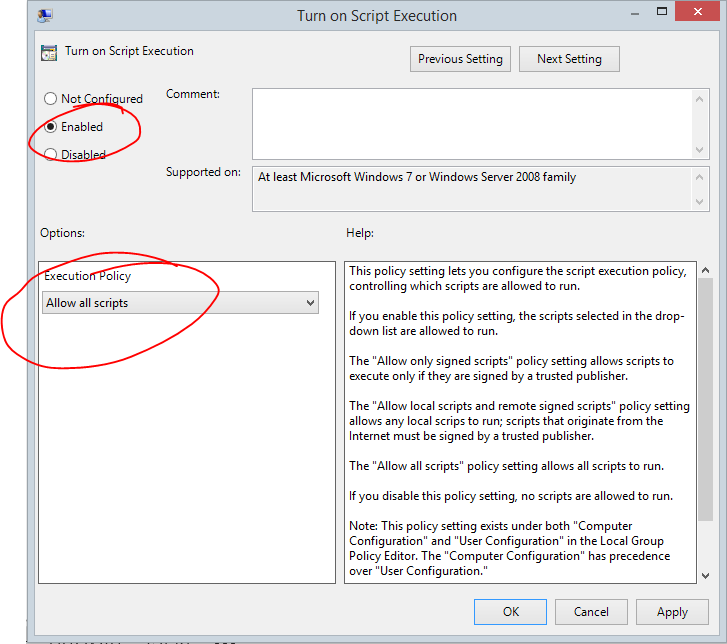 Turn on Script Execution
Turn on Script Execution
Previous Setting
Next Setting
Not Configured
Enabled
Disabled
Comment:
Supported on:
At least Microsoft Windows 7 or Windows Server 2008 family
Options:
Help:
Execution Policy
Allow all scripts
This policy setting lets you configure the script execution policy,
controlling which scripts are allowed to run.
If you enable this policy setting, the scripts selected in the drop-
down list are allowed to run.
The "Allow only signed scripts" policy setting allows scripts to
execute only if they are signed by a trusted publisher.
The "Allow local scripts and remote signed scripts" policy setting
allows any local scrips to run; scripts that originate from the
Internet must be signed by a trusted publisher.
The "Allow all scripts" policy setting allows all scripts to run.
If you disable this policy setting, no scripts are allowed to run.
Note: This policy setting exists under both "Computer
Configuration" and "User Configuration" in the Local Group
Policy Editor. The "Computer Configuration" has precedence
over "User Configuration."
OK
Cancel
Apply